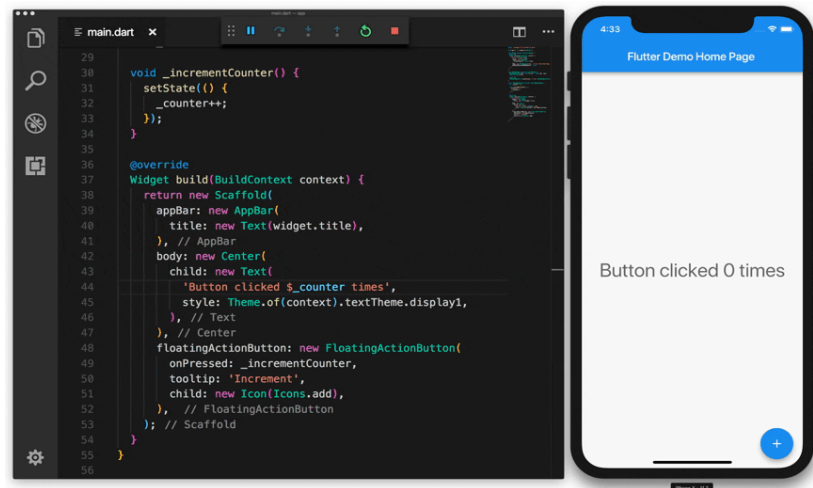 main.dart — app
main.dart ×
29
30 void _incrementCounter() {
31 setState(() {
32 _counter++;
33 });
34 }
35
36 @override
37 Widget build(BuildContext context) {
38 return new Scaffold(
39 appBar: new AppBar(
40 title: new Text(widget.title),
41 ), // AppBar
42 body: new Center(
43 child: new Text(
44 'Button clicked $_counter times',
45 style: Theme.of(context).textTheme.display1,
46 ), // Text
47 ), // Center
48 floatingActionButton: new FloatingActionButton(
49 onPressed: _incrementCounter,
50 tooltip: 'Increment',
51 child: new Icon(Icons.add),
52 ), // FloatingActionButton
53 ); // Scaffold
54 }
55 }
56
4:33
Flutter Demo Home Page
Button clicked 0 times
+